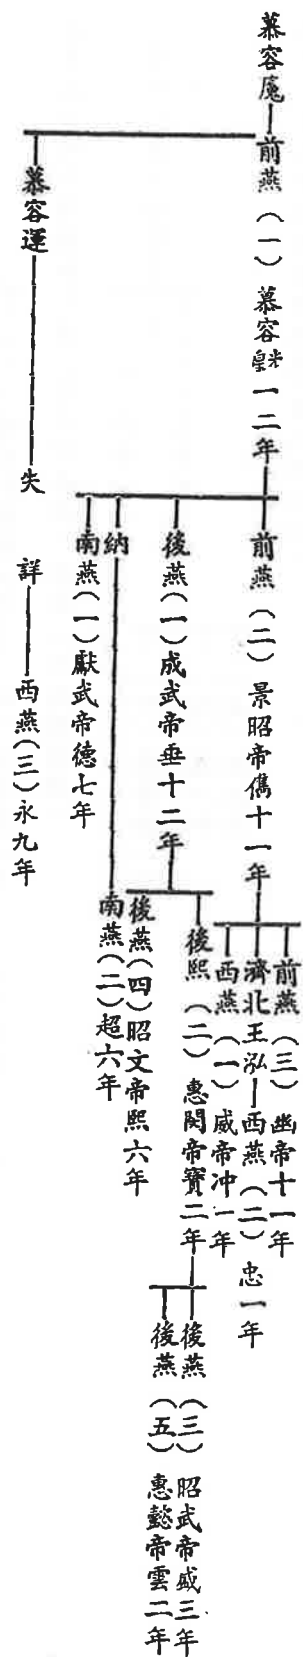 慕容廆
前燕（一）慕容皝一二年
慕容運
失　詳
西燕（三）永九年
前燕（二）景昭帝儁十一年
後燕（一）成武帝垂十二年
納
南燕（一）獻武帝德七年
前燕（三）幽帝十一年
濟北王泓
西燕（二）忠一年
西燕（一）威帝冲一年
後熙（二）惠閔帝寶二年
後燕（四）昭文帝熙六年
南燕（二）超六年
後燕（三）昭武帝盛三年
後燕（五）惠懿帝雲二年